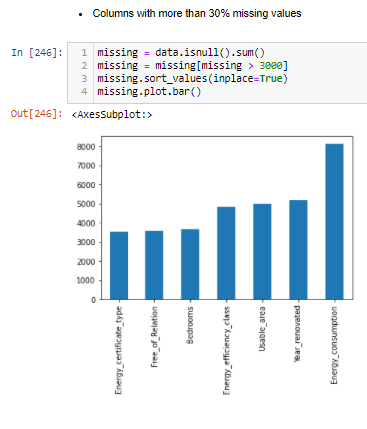 • Columns with more than 30% missing values
In [246]:
1 missing = data.isnull().sum()
2 missing = missing[missing > 3000]
3 missing.sort_values(inplace=True)
4 missing.plot.bar()
Out[246]: <AxesSubplot:>
8000
7000
6000
5000
4000
3000
2000
1000
0
Energy_certificate_type
Free_of_Relation
Bedrooms
Energy_efficiency_class
Usable_area
Year_renovated
Energy_consumption